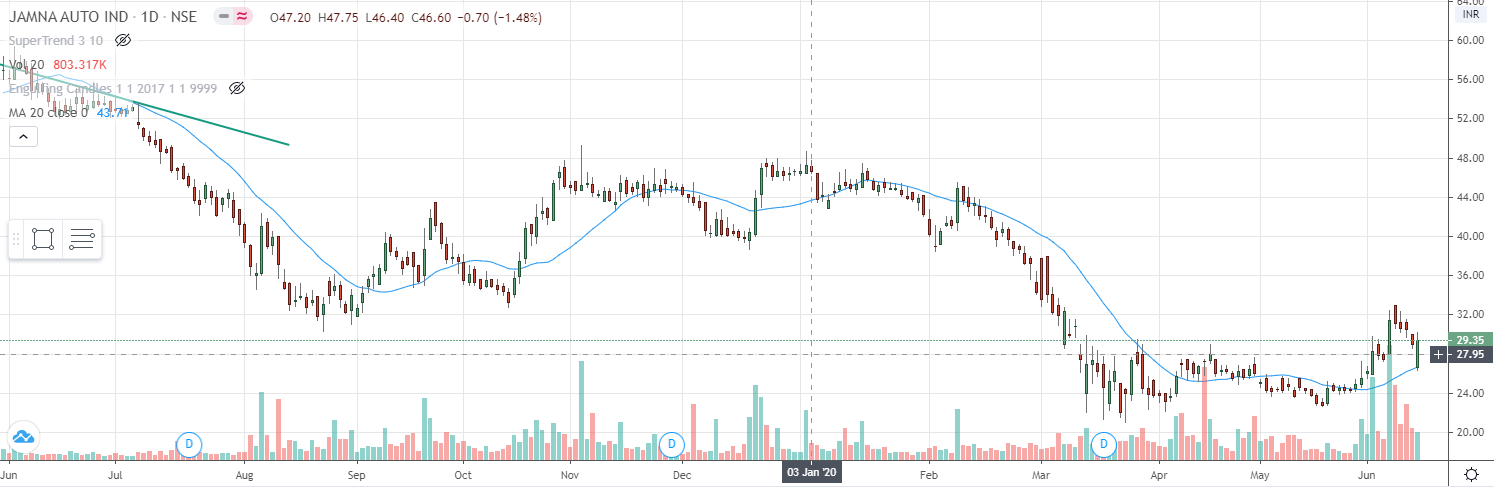 JAMNA AUTO IND · 1D · NSE O47.20 H47.75 L46.40 C46.60 −0.70 (−1.48%)
SuperTrend 3 10
Vol 20 803.317K
Engulfing Candles 1 1 2017 1 1 9999
MA 20 close 0 43.71
64.00
INR
60.00
56.00
52.00
48.00
44.00
40.00
36.00
32.00
29.35
27.95
24.00
20.00
D D D
Jun Jul Aug Sep Oct Nov Dec 03 Jan '20 Feb Mar Apr May Jun